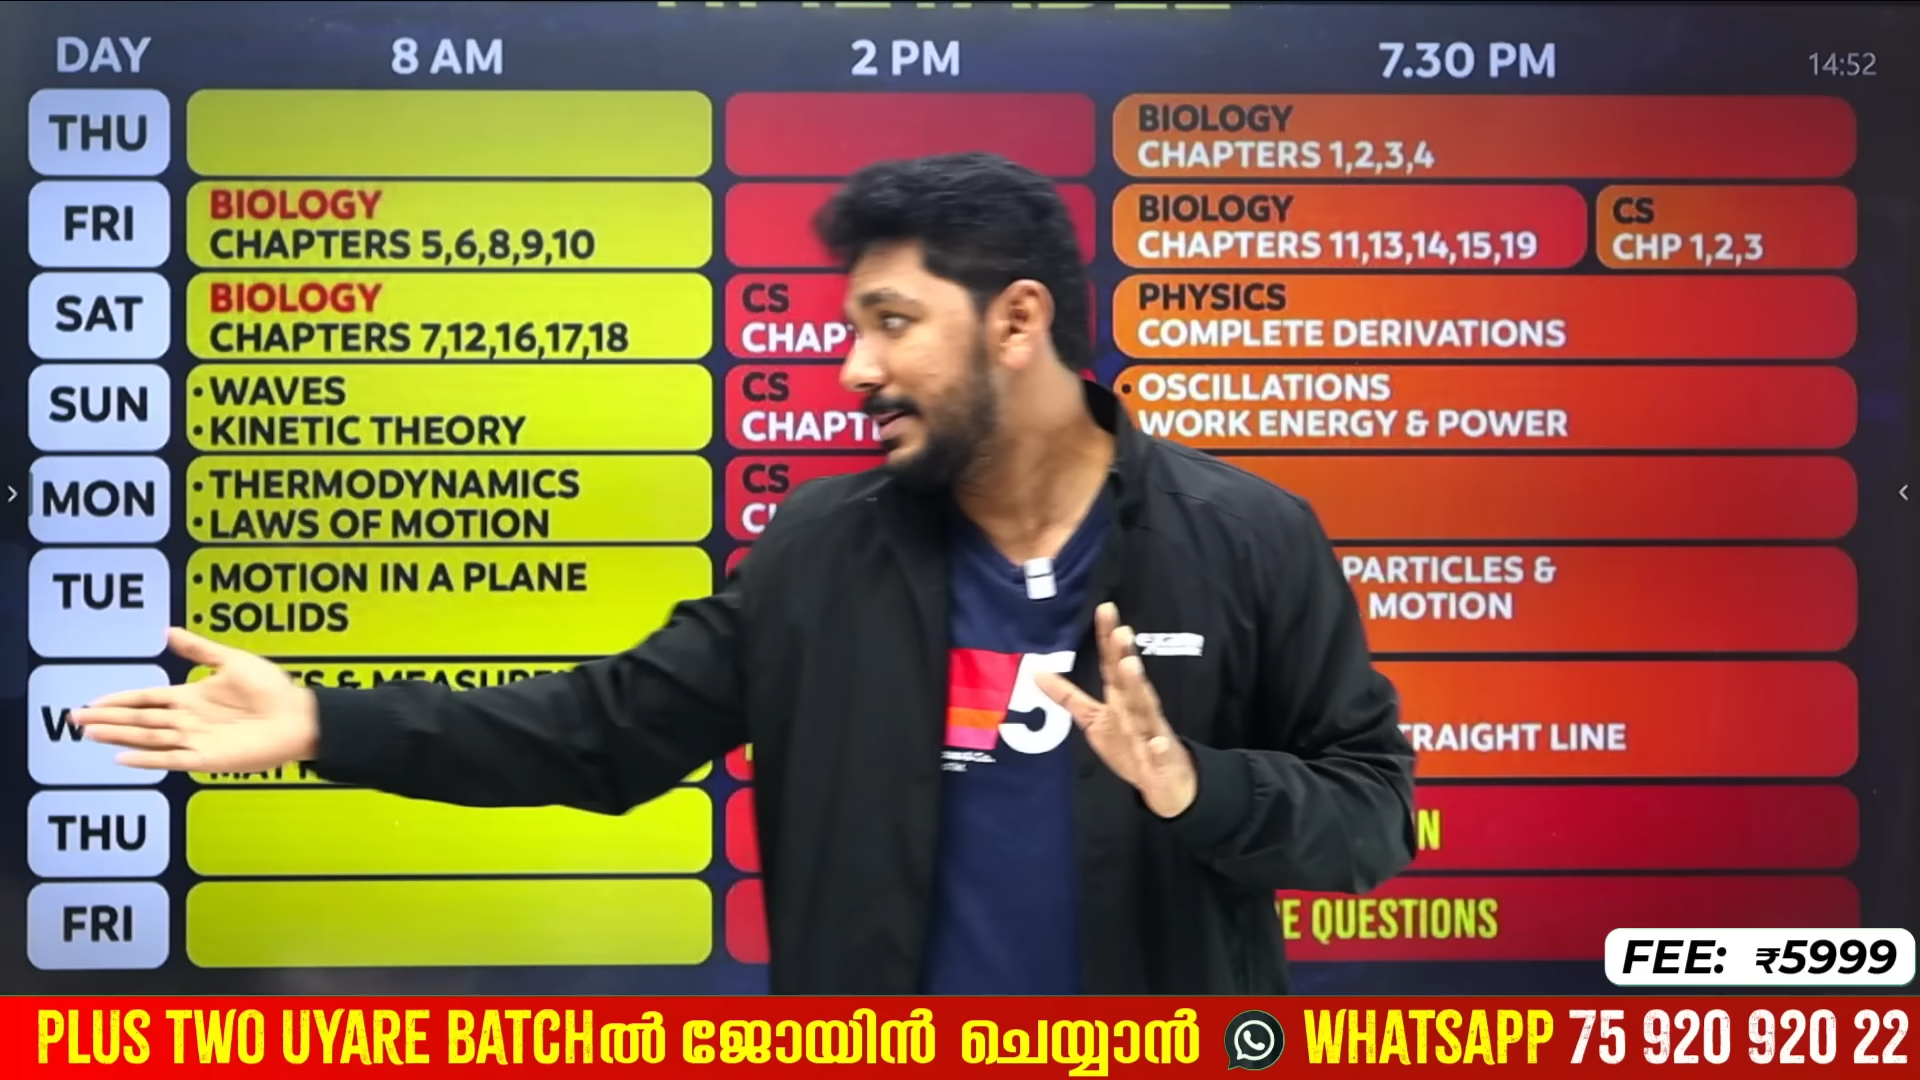 DAY 8 AM 2 PM 7.30 PM 14:52
THU
BIOLOGY
CHAPTERS 1,2,3,4
FRI
BIOLOGY
CHAPTERS 5,6,8,9,10
BIOLOGY
CHAPTERS 11,13,14,15,19
CS
CHP 1,2,3
SAT
BIOLOGY
CHAPTERS 7,12,16,17,18
CS
PHYSICS
COMPLETE DERIVATIONS
SUN
• WAVES
• KINETIC THEORY
CS
• OSCILLATIONS
WORK ENERGY & POWER
MON
• THERMODYNAMICS
• LAWS OF MOTION
CS
TUE
• MOTION IN A PLANE
• SOLIDS
PARTICLES &
MOTION
LINE
THU
FRI
QUESTIONS
5
FEE: ₹5999
PLUS TWO UYARE BATCHൽ ജോയിൻ ചെയ്യാൻ WHATSAPP 75 920 920 22